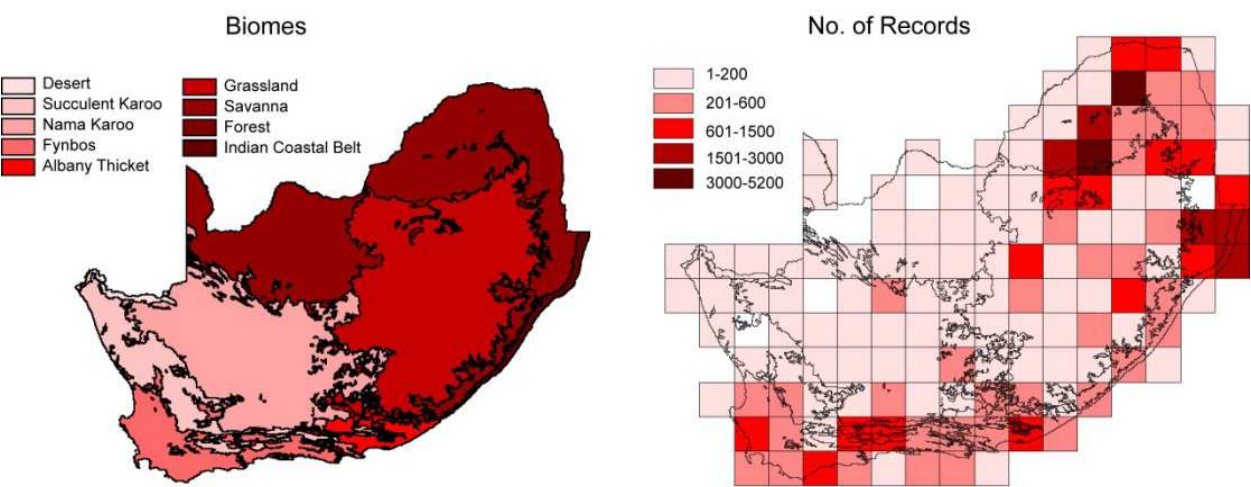 Biomes
Desert
Succulent Karoo
Nama Karoo
Fynbos
Albany Thicket
Grassland
Savanna
Forest
Indian Coastal Belt
No. of Records
1-200
201-600
601-1500
1501-3000
3000-5200